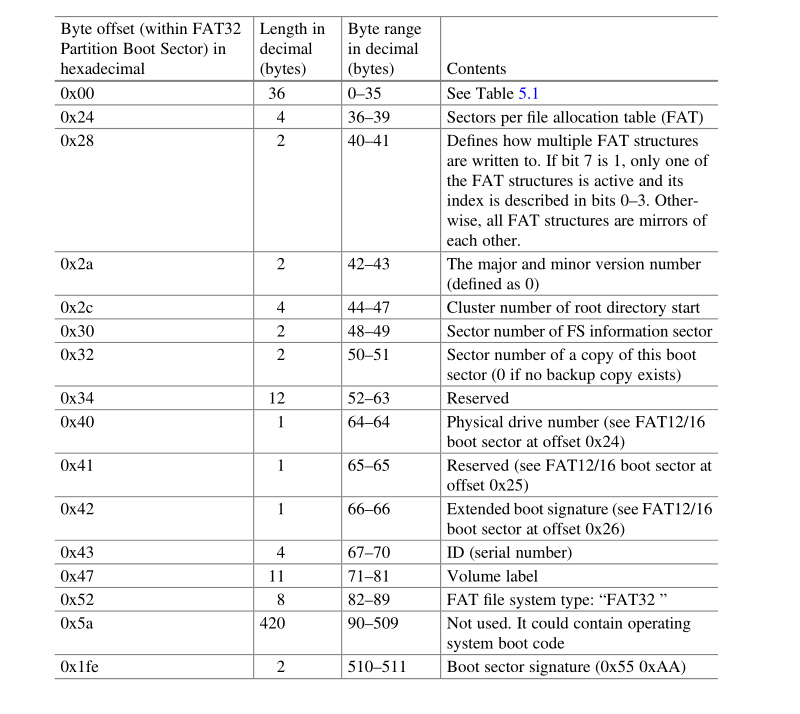 Byte offset (within FAT32 Partition Boot Sector) in hexadecimal | Length in decimal (bytes) | Byte range in decimal (bytes) | Contents
0x00 36 0–35 See Table 5.1
0x24 4 36–39 Sectors per file allocation table (FAT)
0x28 2 40–41 Defines how multiple FAT structures
are written to. If bit 7 is 1, only one of
the FAT structures is active and its
index is described in bits 0–3. Other-
wise, all FAT structures are mirrors of
each other.
0x2a 2 42–43 The major and minor version number
(defined as 0)
0x2c 4 44–47 Cluster number of root directory start
0x30 2 48–49 Sector number of FS information sector
0x32 2 50–51 Sector number of a copy of this boot
sector (0 if no backup copy exists)
0x34 12 52–63 Reserved
0x40 1 64–64 Physical drive number (see FAT12/16
boot sector at offset 0x24)
0x41 1 65–65 Reserved (see FAT12/16 boot sector at
offset 0x25)
0x42 1 66–66 Extended boot signature (see FAT12/16
boot sector at offset 0x26)
0x43 4 67–70 ID (serial number)
0x47 11 71–81 Volume label
0x52 8 82–89 FAT file system type: “FAT32 ”
0x5a 420 90–509 Not used. It could contain operating
system boot code
0x1fe 2 510–511 Boot sector signature (0x55 0xAA)